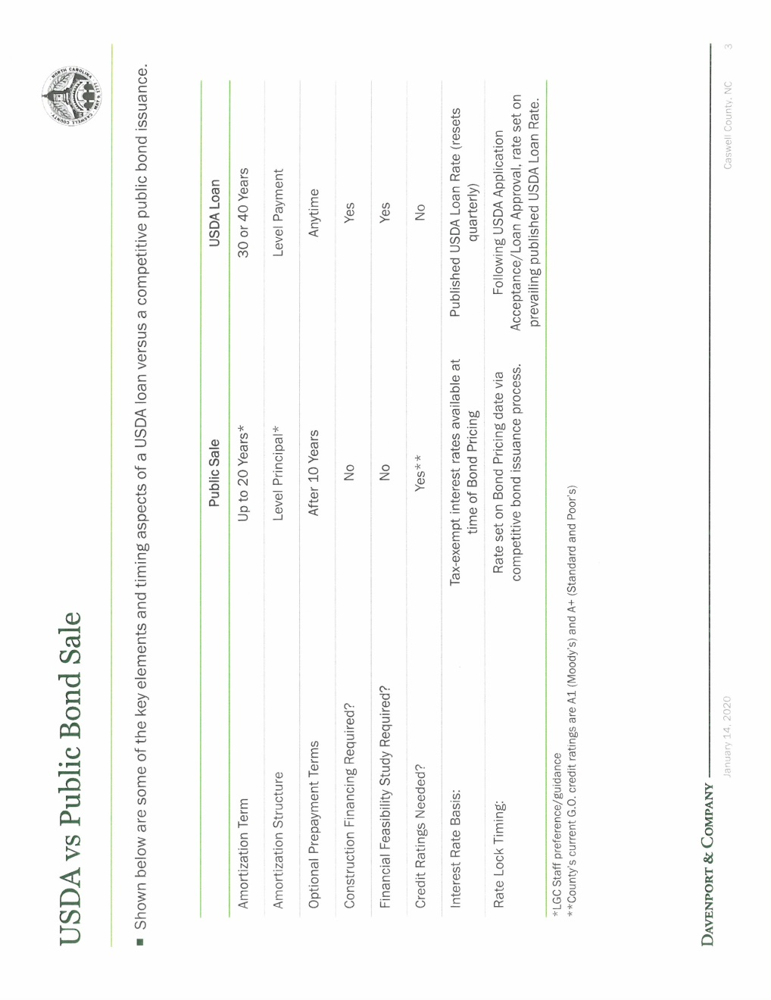 USDA vs Public Bond Sale
NORTH CAROLINA
CASWELL COUNTY
MAY 9 1777
■ Shown below are some of the key elements and timing aspects of a USDA loan versus a competitive public bond issuance.
Public Sale USDA Loan
Amortization Term Up to 20 Years* 30 or 40 Years
Amortization Structure Level Principal* Level Payment
Optional Prepayment Terms After 10 Years Anytime
Construction Financing Required? No Yes
Financial Feasibility Study Required? No Yes
Credit Ratings Needed? Yes** No
Interest Rate Basis: Tax-exempt interest rates available at Published USDA Loan Rate (resets
time of Bond Pricing quarterly)
Rate Lock Timing: Rate set on Bond Pricing date via Following USDA Application
competitive bond issuance process. Acceptance/Loan Approval, rate set on
prevailing published USDA Loan Rate.
*LGC Staff preference/guidance
**County's current G.O. credit ratings are A1 (Moody's) and A+ (Standard and Poor's)
DAVENPORT & COMPANY
January 14, 2020 Caswell County, NC 3